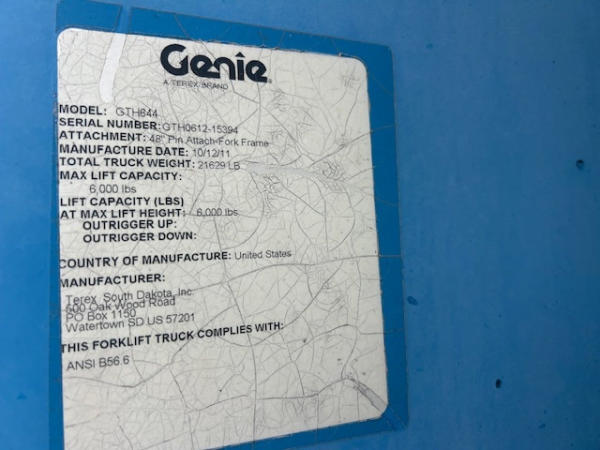 Genie
A TEREX BRAND
MODEL: GTH644
SERIAL NUMBER: GTH0612-15394
ATTACHMENT: 48" Pin Attach-Fork Frame
MANUFACTURE DATE: 10/12/11
TOTAL TRUCK WEIGHT: 21629 LB
MAX LIFT CAPACITY:
6,000 lbs
LIFT CAPACITY (LBS)
AT MAX LIFT HEIGHT: 6,000 lbs
OUTRIGGER UP:
OUTRIGGER DOWN:
COUNTRY OF MANUFACTURE: United States
MANUFACTURER:
Terex South Dakota, Inc.
600 Oak Wood Road
PO Box 1150
Watertown SD US 57201
THIS FORKLIFT TRUCK COMPLIES WITH:
ANSI B56.6